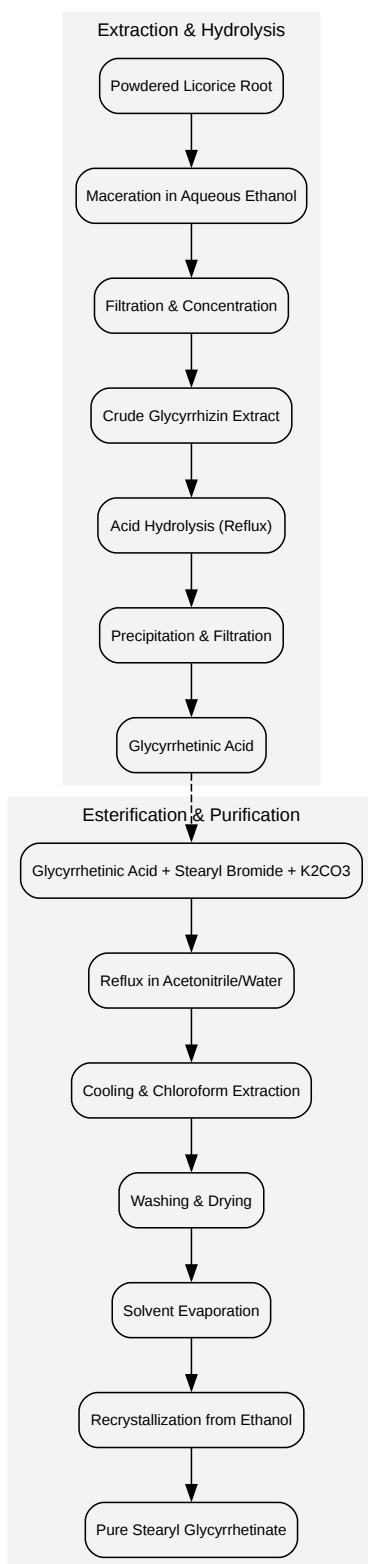 Extraction & Hydrolysis
Powdered Licorice Root
Maceration in Aqueous Ethanol
Filtration & Concentration
Crude Glycyrrhizin Extract
Acid Hydrolysis (Reflux)
Precipitation & Filtration
Glycyrrhetinic Acid
Esterification & Purification
Glycyrrhetinic Acid + Stearyl Bromide + K2CO3
Reflux in Acetonitrile/Water
Cooling & Chloroform Extraction
Washing & Drying
Solvent Evaporation
Recrystallization from Ethanol
Pure Stearyl Glycyrrhetinate